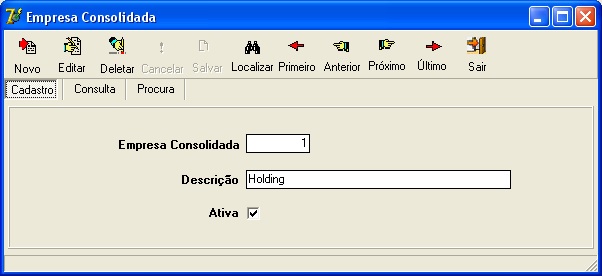 Empresa Consolidada
Novo Editar Deletar Cancelar Salvar Localizar Primeiro Anterior Próximo Último Sair
Cadastro Consulta Procura
Empresa Consolidada 1
Descrição Holding
Ativa